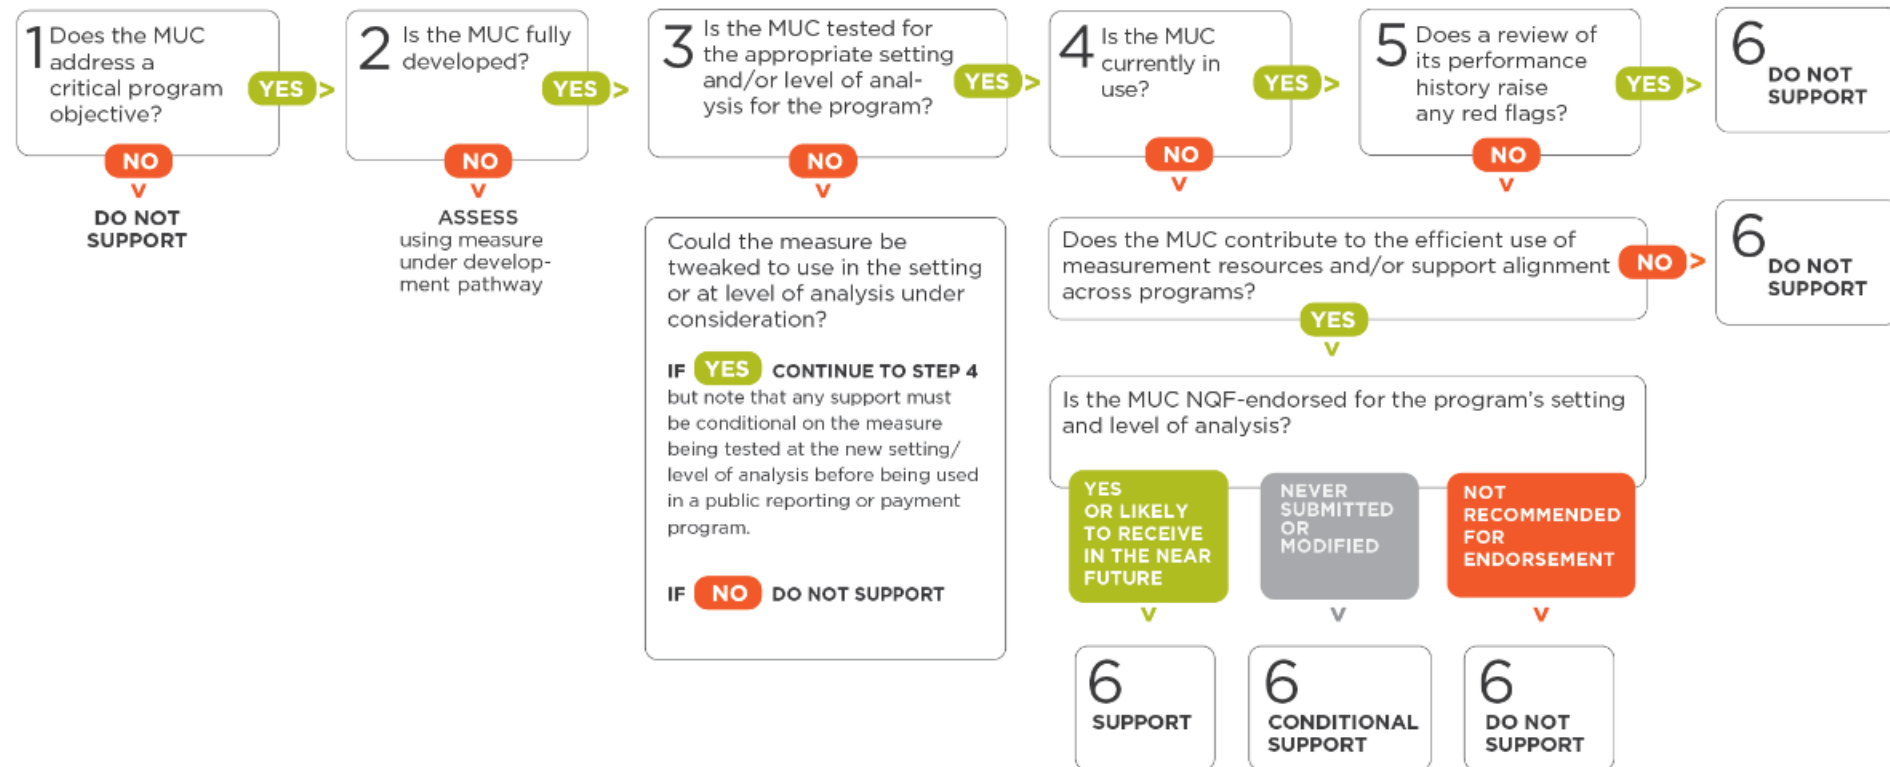 1 Does the MUC
address a
critical program
objective?
YES >
NO
v
DO NOT
SUPPORT
2 Is the MUC fully
developed?
YES >
NO
v
ASSESS
using measure
under develop-
ment pathway
3 Is the MUC tested for
the appropriate setting
and/or level of anal-
ysis for the program?
YES >
NO
v
Could the measure be
tweaked to use in the setting
or at level of analysis under
consideration?
IF YES CONTINUE TO STEP 4
but note that any support must
be conditional on the measure
being tested at the new setting/
level of analysis before being used
in a public reporting or payment
program.
IF NO DO NOT SUPPORT
4 Is the MUC
currently in
use?
YES >
NO
v
5 Does a review of
its performance
history raise
any red flags?
YES >
NO
v
6 DO NOT
SUPPORT
Does the MUC contribute to the efficient use of
measurement resources and/or support alignment
across programs?
NO >
6 DO NOT
SUPPORT
YES
v
Is the MUC NQF-endorsed for the program's setting
and level of analysis?
YES
OR LIKELY
TO RECEIVE
IN THE NEAR
FUTURE
v
6
SUPPORT
NEVER
SUBMITTED
OR
MODIFIED
v
6
CONDITIONAL
SUPPORT
NOT
RECOMMENDED
FOR
ENDORSEMENT
v
6
DO NOT
SUPPORT